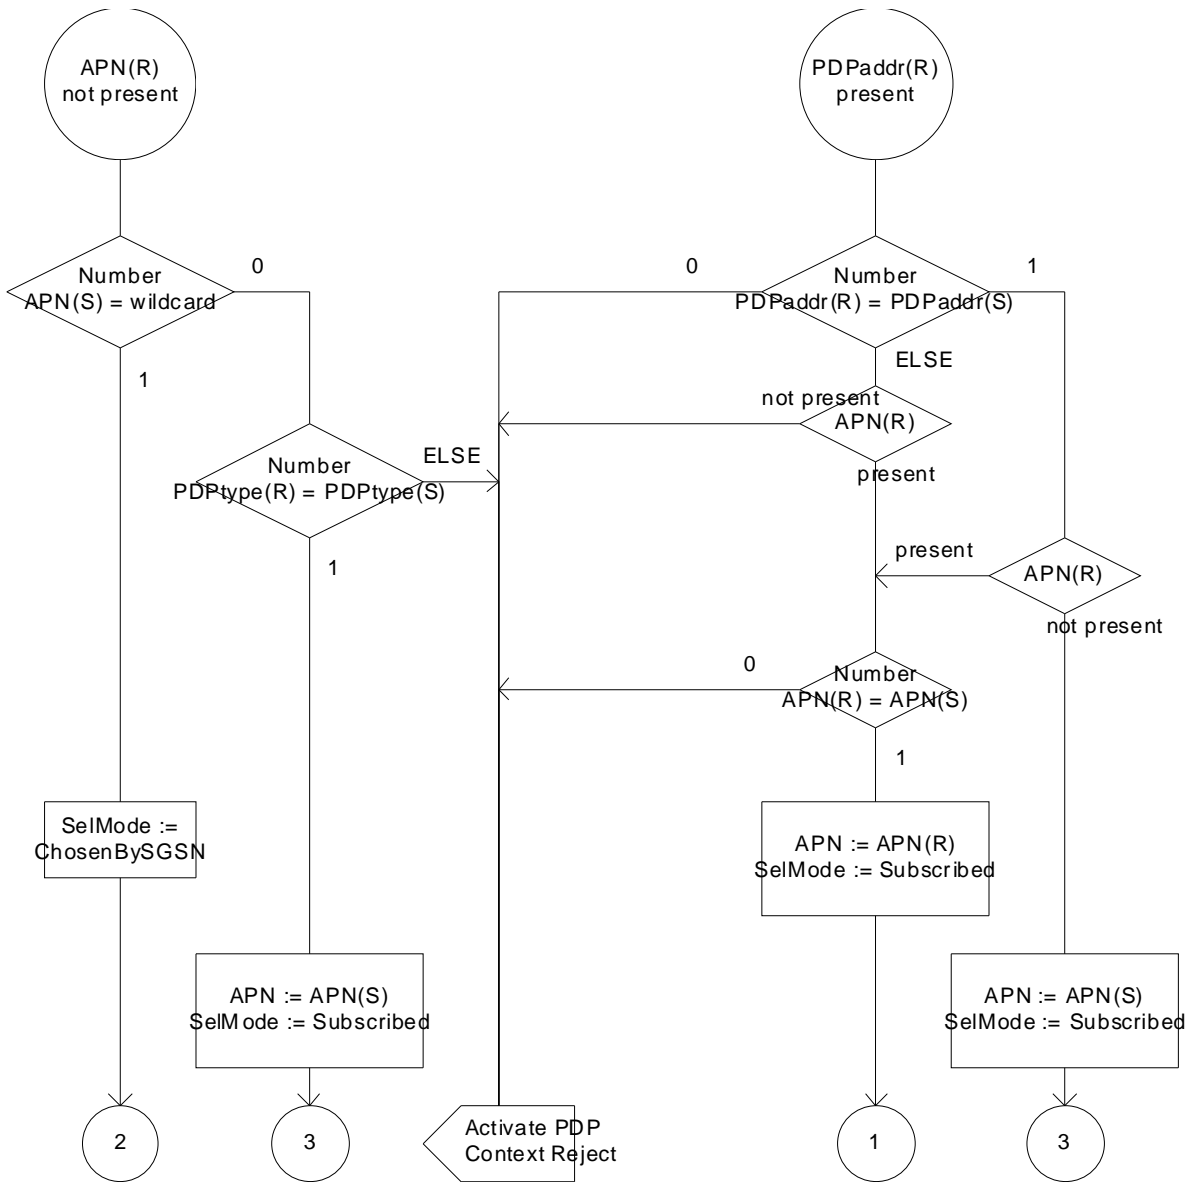 APN(R)
not present
PDPaddr(R)
present
Number
APN(S) = wildcard
0
1
0
Number
PDPaddr(R) = PDPaddr(S)
1
ELSE
not present
APN(R)
present
Number
PDPtype(R) = PDPtype(S)
ELSE
1
present
APN(R)
not present
0
Number
APN(R) = APN(S)
1
SelMode :=
ChosenBySGSN
APN := APN(R)
SelMode := Subscribed
APN := APN(S)
SelMode := Subscribed
APN := APN(S)
SelMode := Subscribed
2
3
Activate PDP
Context Reject
1
3